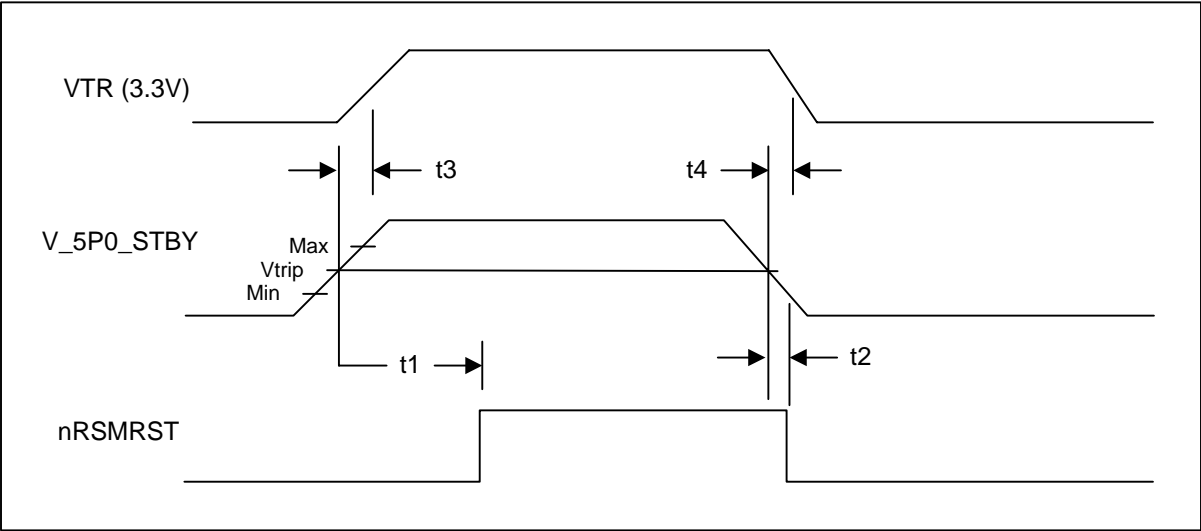 VTR (3.3V)
t3
t4
V_5P0_STBY
Max
Vtrip
Min
t1
t2
nRSMRST